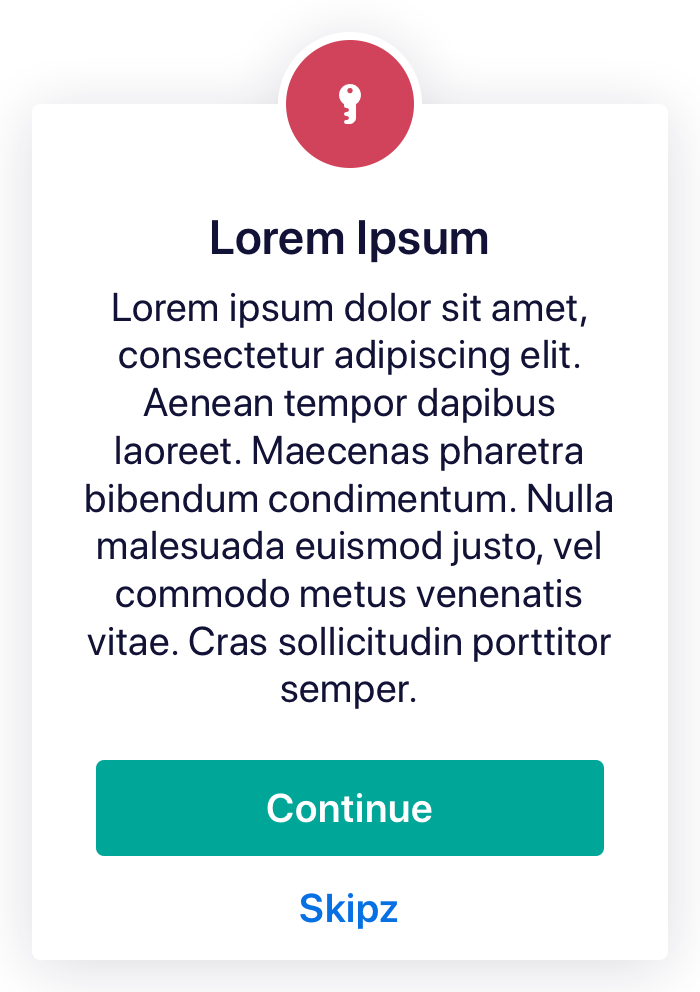 Lorem Ipsum
Lorem ipsum dolor sit amet,
consectetur adipiscing elit.
Aenean tempor dapibus
laoreet. Maecenas pharetra
bibendum condimentum. Nulla
malesuada euismod justo, vel
commodo metus venenatis
vitae. Cras sollicitudin porttitor
semper.
Continue
Skipz